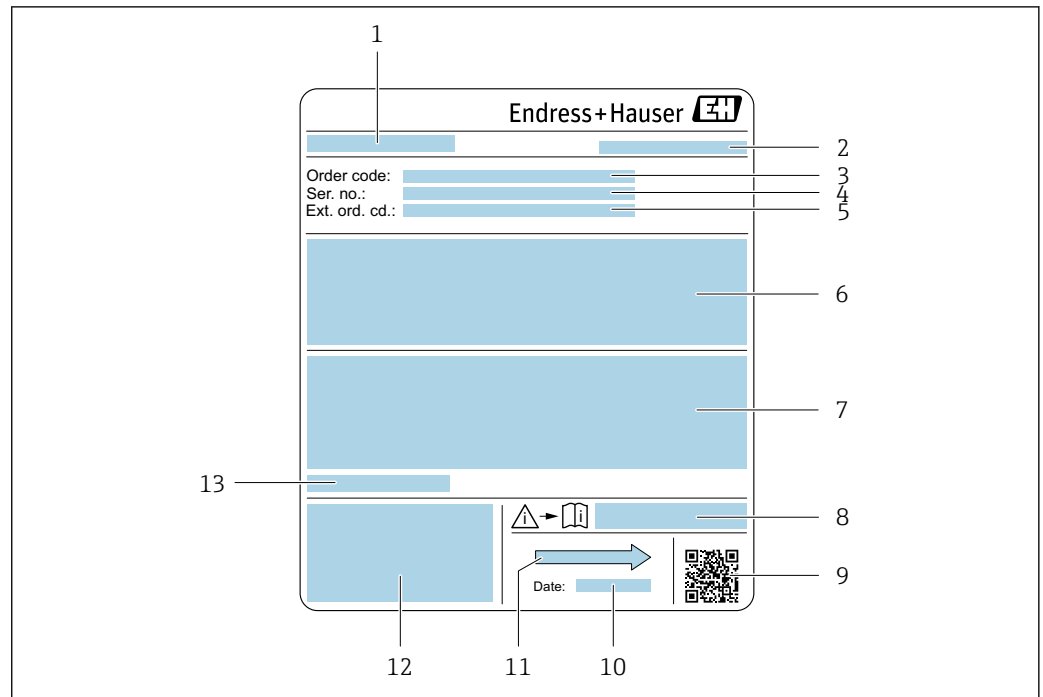 1
Endress+Hauser EH
2
Order code: 3
Ser. no.: 4
Ext. ord. cd.: 5
6
7
13
i i 8
9
Date:
12 11 10